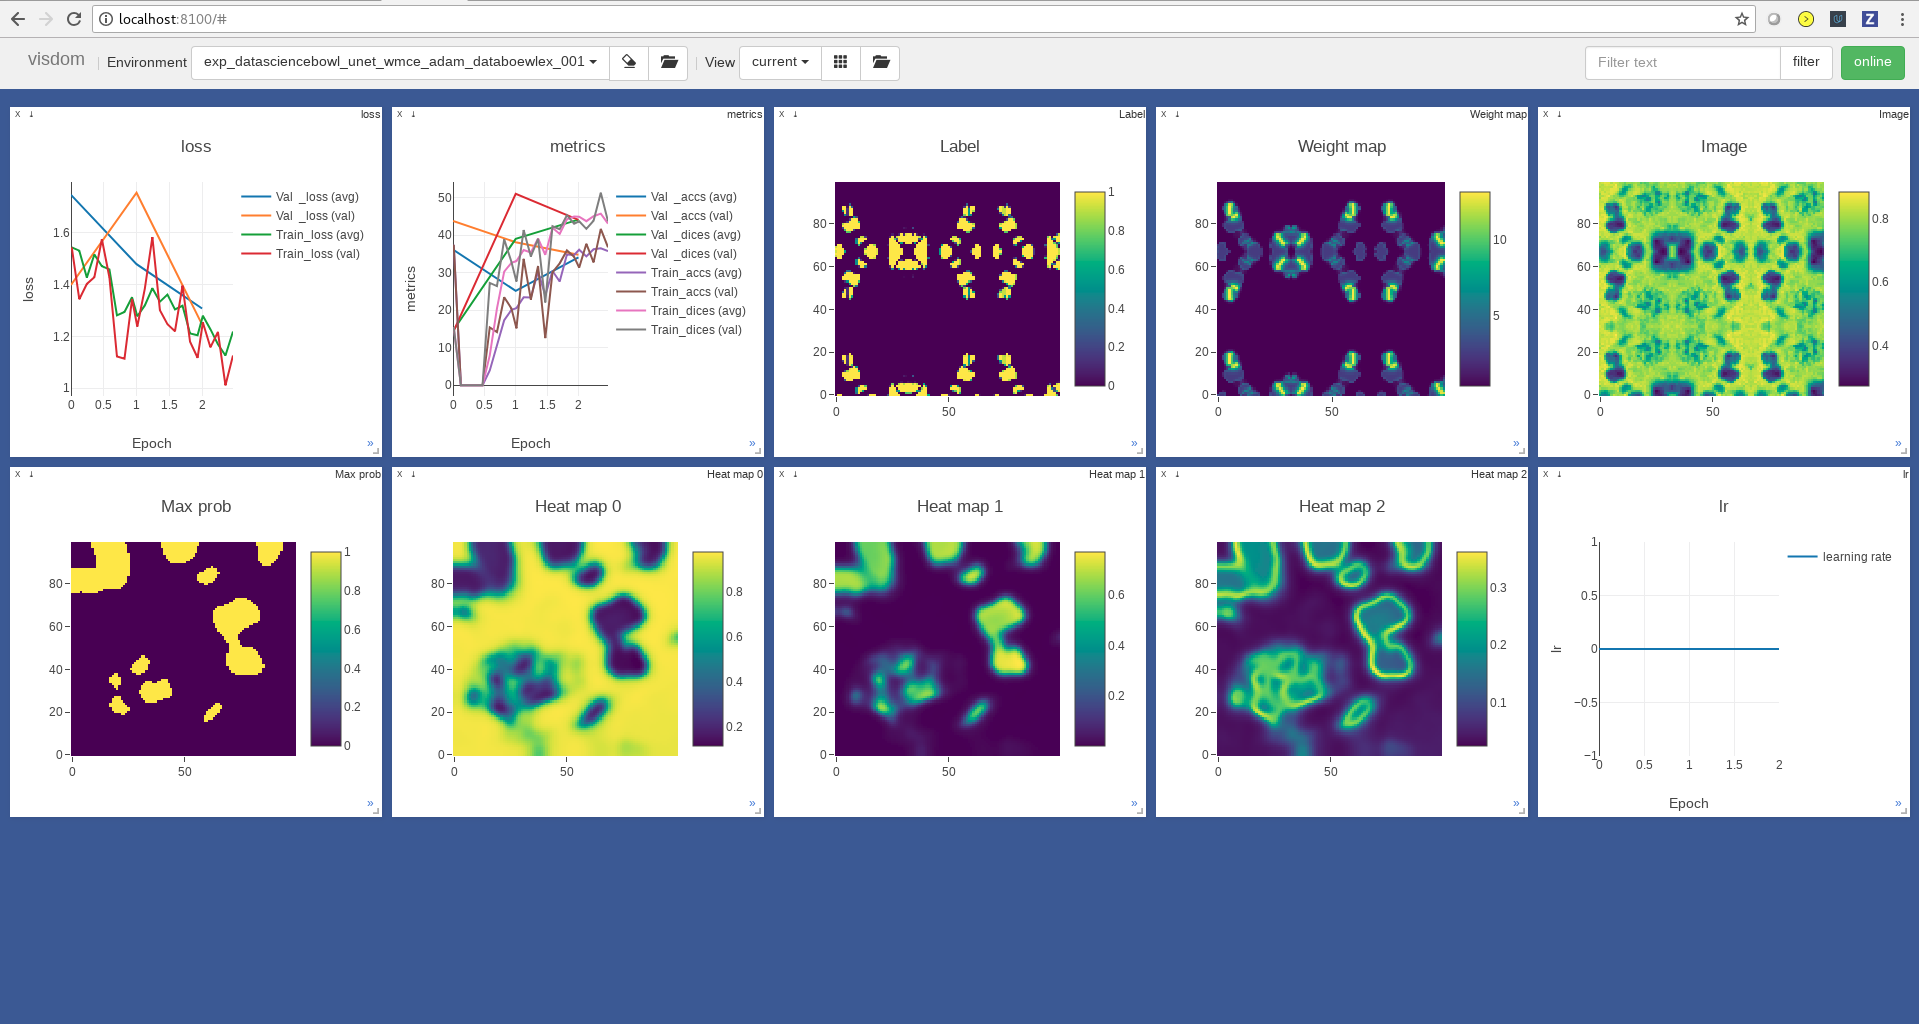 localhost:8100/#
visdom
Environment
exp_datasciencebowl_unet_wmce_adam_databoewlex_001
View
current
Filter text
filter
online
X
loss
loss
1.6
1.4
1.2
1
0 0.5 1 1.5 2
loss
Epoch
Val _loss (avg)
Val _loss (val)
Train_loss (avg)
Train_loss (val)
»
X
metrics
metrics
50
40
30
20
10
0
0 0.5 1 1.5 2
metrics
Epoch
Val _accs (avg)
Val _accs (val)
Val _dices (avg)
Val _dices (val)
Train_accs (avg)
Train_accs (val)
Train_dices (avg)
Train_dices (val)
»
X
Label
Label
80
60
40
20
0
0 50
1
0.8
0.6
0.4
0.2
0
»
X
Weight map
Weight map
80
60
40
20
0
0 50
10
5
»
X
Image
Image
80
60
40
20
0
0 50
0.8
0.6
0.4
»
X
Max prob
Max prob
80
60
40
20
0
0 50
1
0.8
0.6
0.4
0.2
0
»
X
Heat map 0
Heat map 0
80
60
40
20
0
0 50
0.8
0.6
0.4
0.2
»
X
Heat map 1
Heat map 1
80
60
40
20
0
0 50
0.6
0.4
0.2
»
X
Heat map 2
Heat map 2
80
60
40
20
0
0 50
0.3
0.2
0.1
»
X
lr
lr
1
0.5
0
−0.5
−1
0 0.5 1 1.5 2
lr
Epoch
learning rate
»